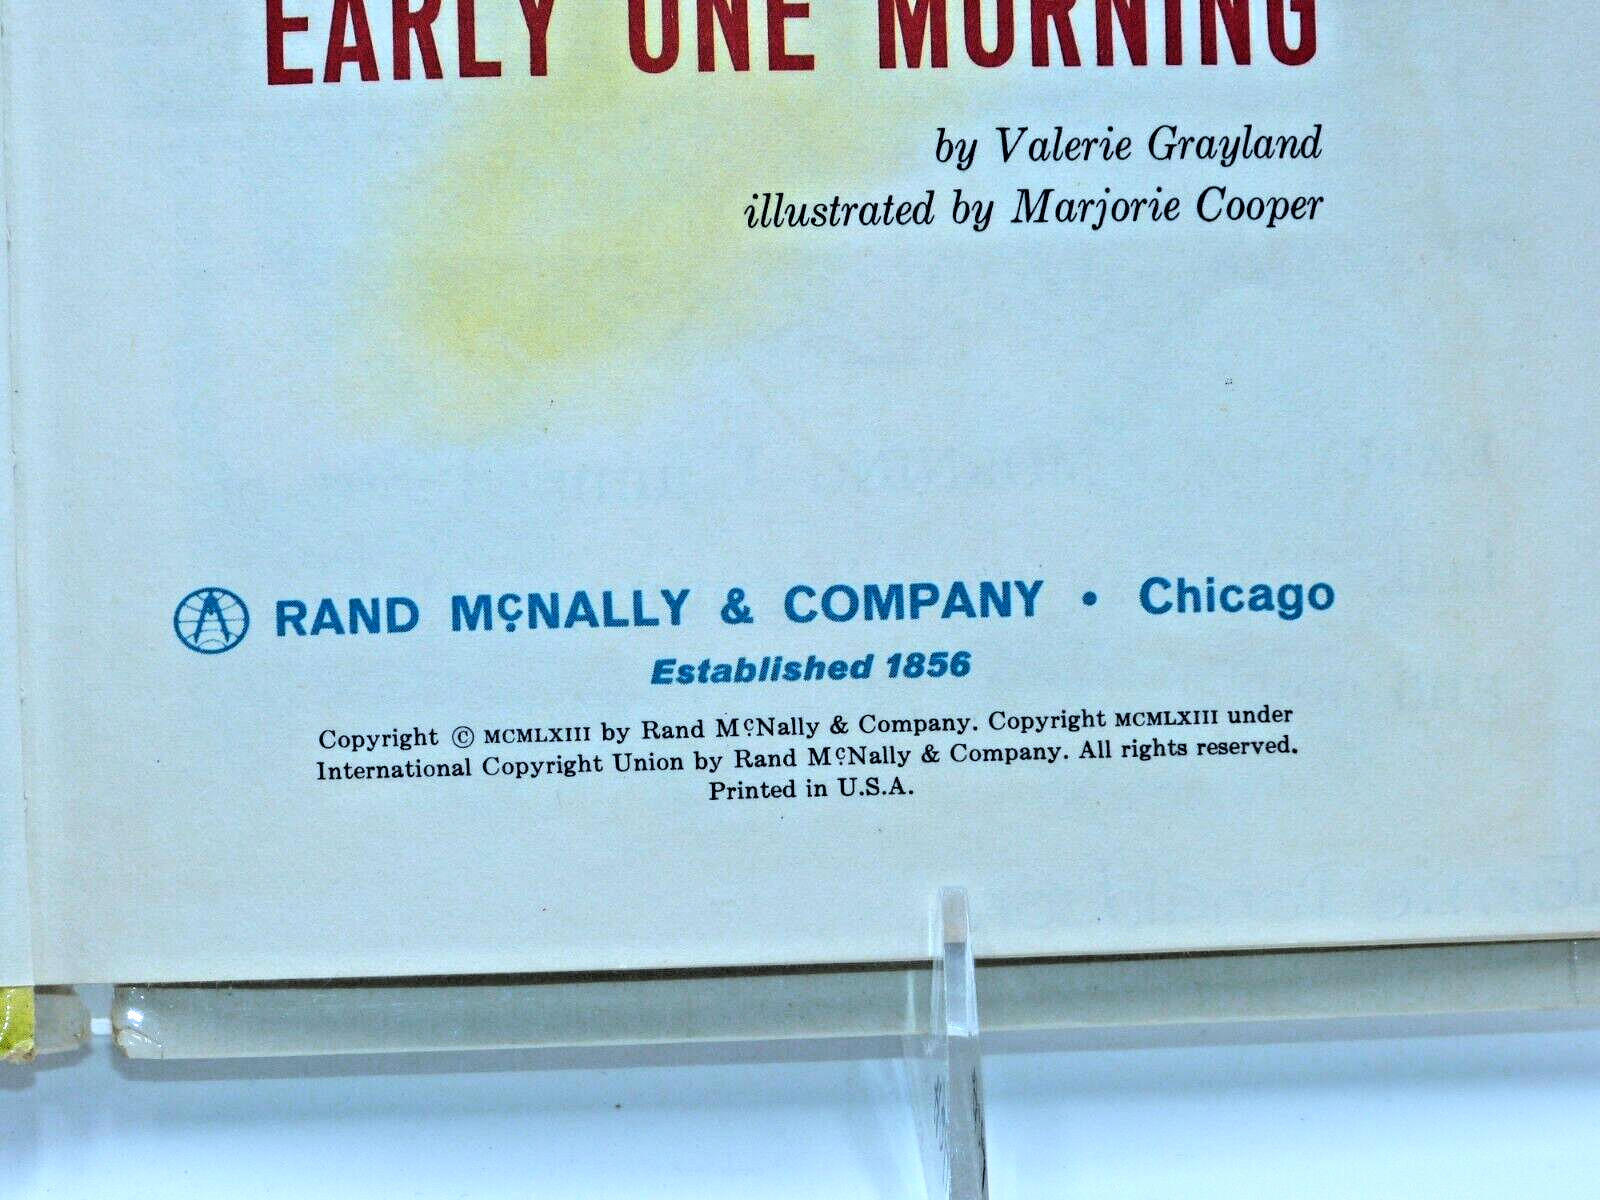 EARLY ONE MORNING
by Valerie Grayland
illustrated by Marjorie Cooper
RAND McNALLY & COMPANY • Chicago
Established 1856
Copyright © MCMLXIII by Rand McNally & Company. Copyright MCMLXIII under
International Copyright Union by Rand McNally & Company. All rights reserved.
Printed in U.S.A.